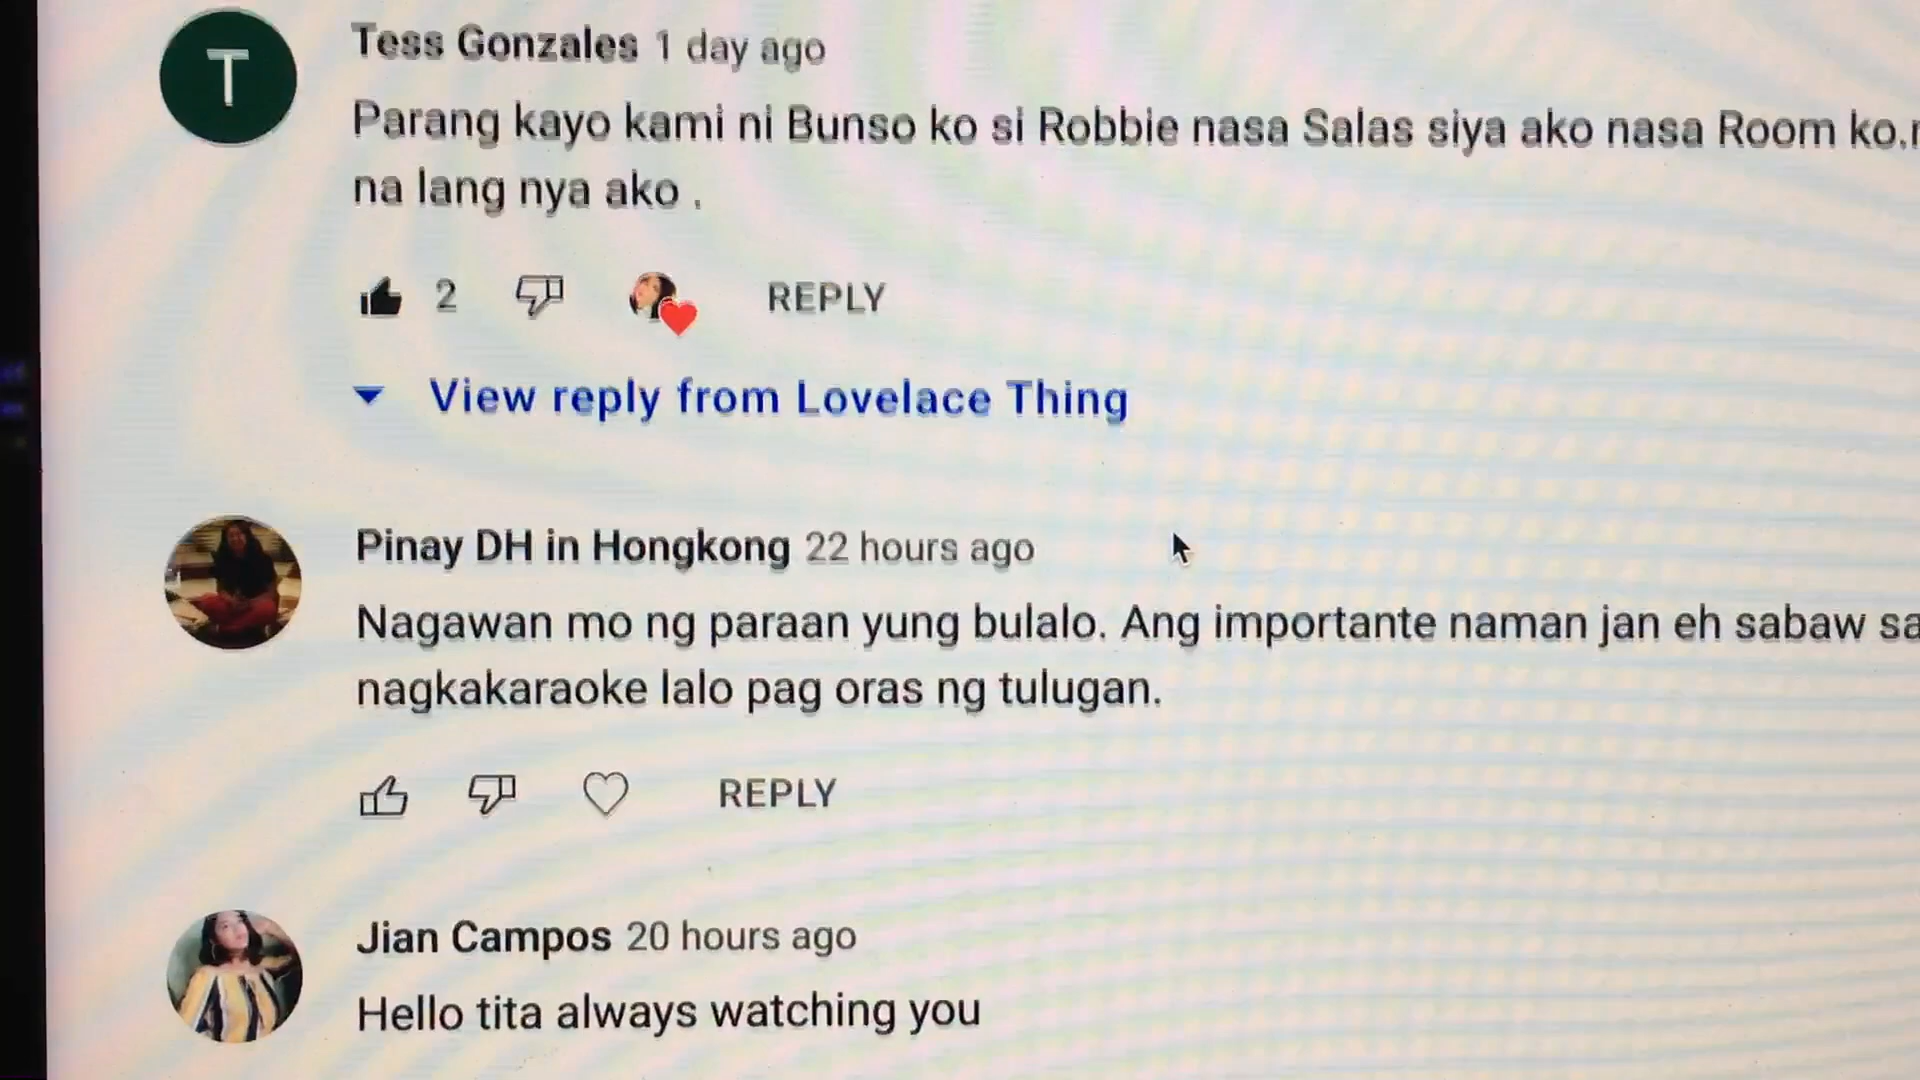 T
Tess Gonzales 1 day ago
Parang kayo kami ni Bunso ko si Robbie nasa Salas siya ako nasa Room ko.
na lang nya ako .
2
REPLY
View reply from Lovelace Thing
Pinay DH in Hongkong 22 hours ago
Nagawan mo ng paraan yung bulalo. Ang importante naman jan eh sabaw
nagkakaraoke lalo pag oras ng tulugan.
REPLY
Jian Campos 20 hours ago
Hello tita always watching you